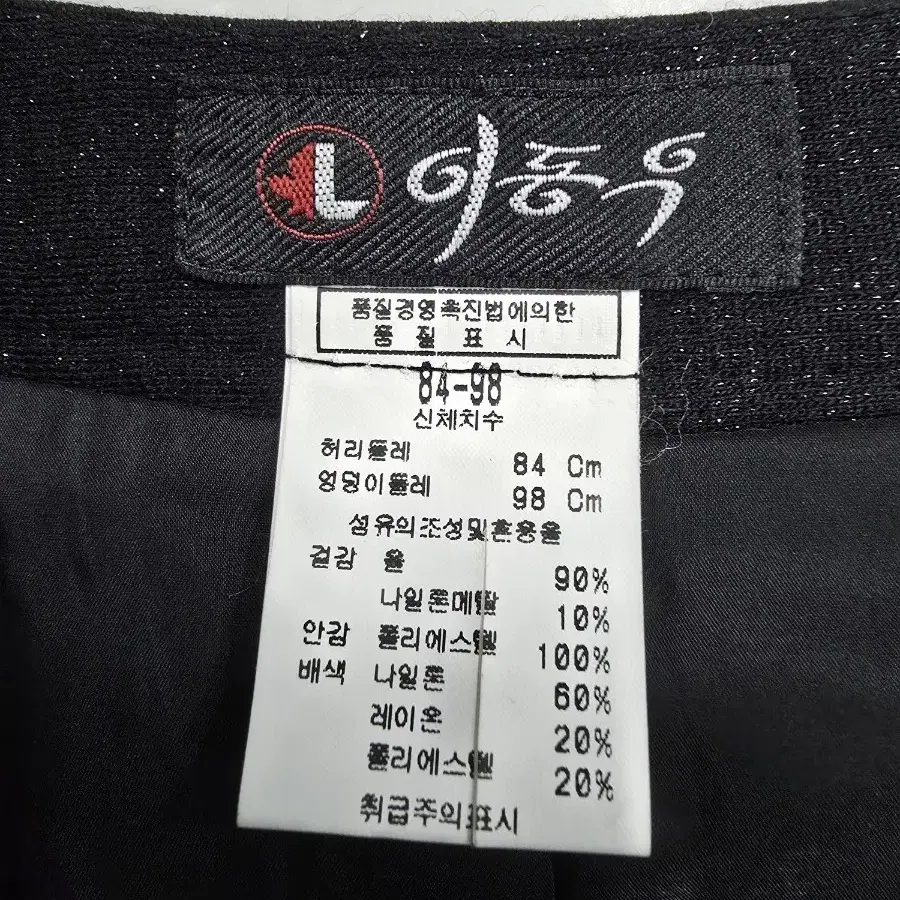 L 이동우
품질경영촉진법에의한
품질표시
84-98
신체치수
허리둘레 84 Cm
엉덩이둘레 98 Cm
섬유의조성및혼용율
겉감 울 90%
나일론메탈 10%
안감 폴리에스텔 100%
배색 나일론 60%
레이온 20%
폴리에스텔 20%
취급주의표시